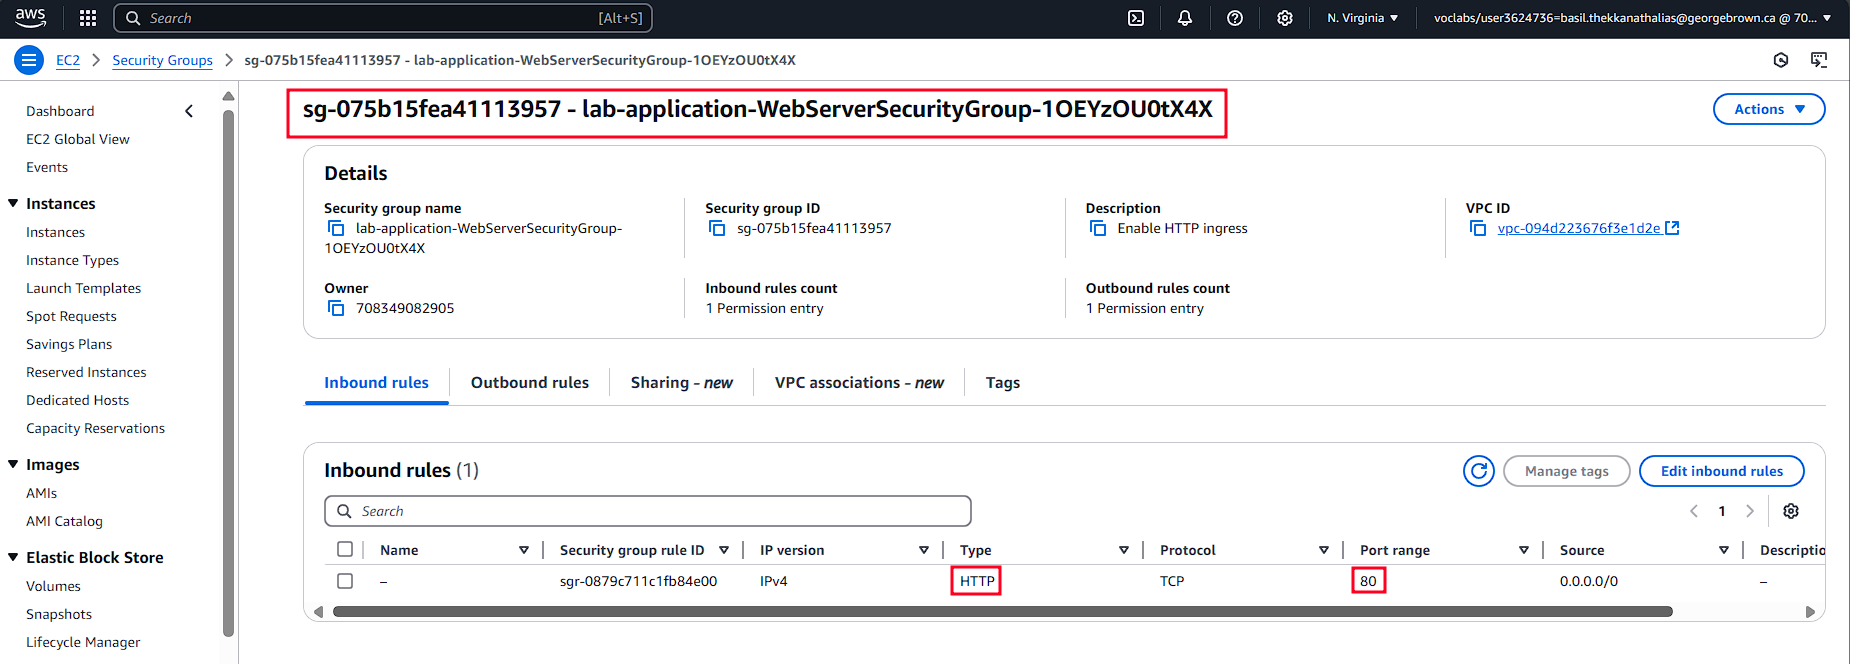 aws
Search [Alt+S]
N. Virginia
voclabs/user3624736=basil.thekkanathalias@georgebrown.ca @ 70...
EC2 > Security Groups > sg-075b15fea41113957 - lab-application-WebServerSecurityGroup-1OEYzOU0tX4X
Dashboard
EC2 Global View
Events
Instances
Instances
Instance Types
Launch Templates
Spot Requests
Savings Plans
Reserved Instances
Dedicated Hosts
Capacity Reservations
Images
AMIs
AMI Catalog
Elastic Block Store
Volumes
Snapshots
Lifecycle Manager
sg-075b15fea41113957 - lab-application-WebServerSecurityGroup-1OEYzOU0tX4X
Actions
Details
Security group name
lab-application-WebServerSecurityGroup-
1OEYzOU0tX4X
Security group ID
sg-075b15fea41113957
Description
Enable HTTP ingress
VPC ID
vpc-094d223676f3e1d2e
Owner
708349082905
Inbound rules count
1 Permission entry
Outbound rules count
1 Permission entry
Inbound rules Outbound rules Sharing - new VPC associations - new Tags
Inbound rules (1)
Manage tags
Edit inbound rules
Search
1
Name Security group rule ID IP version Type Protocol Port range Source Descriptio
– sgr-0879c711c1fb84e00 IPv4 HTTP TCP 80 0.0.0.0/0 –